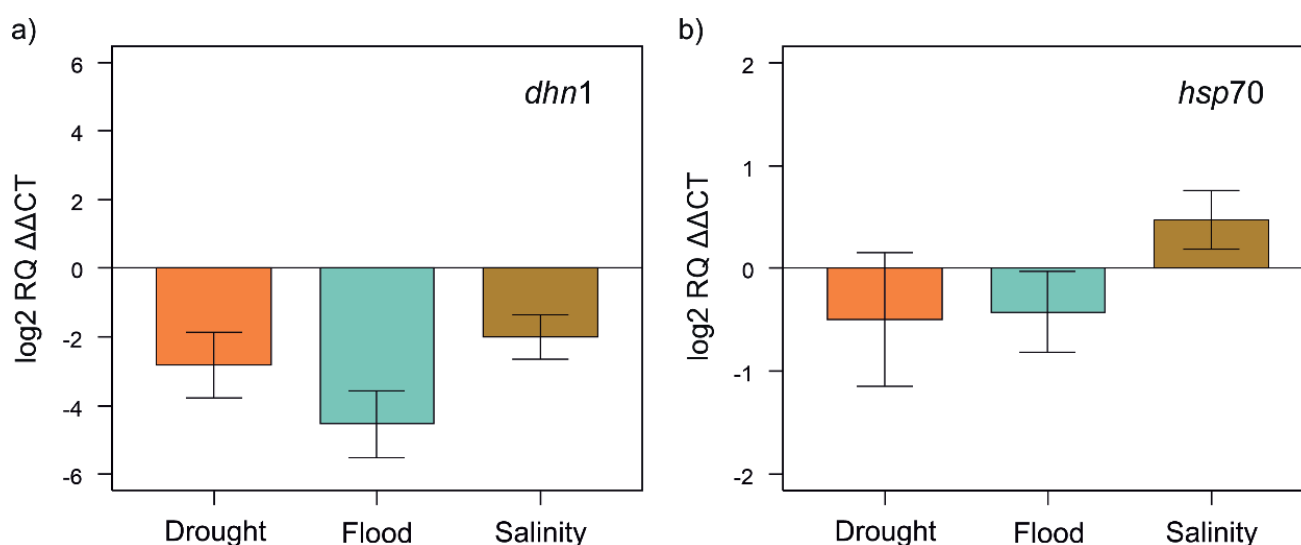 a)
dhn1
log2 RQ ΔΔCT
6
4
2
0
-2
-4
-6
Drought Flood Salinity
b)
hsp70
log2 RQ ΔΔCT
2
1
0
-1
-2
Drought Flood Salinity